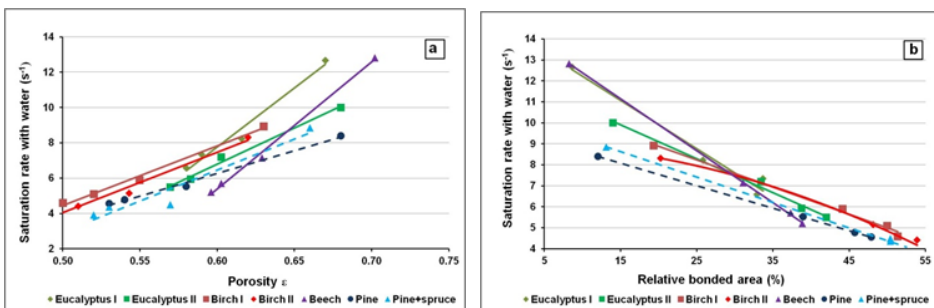 a
Saturation rate with water (s⁻¹)
14
12
10
8
6
4
2
0.50 0.55 0.60 0.65 0.70 0.75
Porosity ε
Eucalyptus I Eucalyptus II Birch I Birch II Beech Pine Pine+spruce
b
Saturation rate with water (s⁻¹)
14
13
12
11
10
9
8
7
6
5
4
5 15 25 35 45 55
Relative bonded area (%)
Eucalyptus I Eucalyptus II Birch I Birch II Beech Pine Pine+spruce